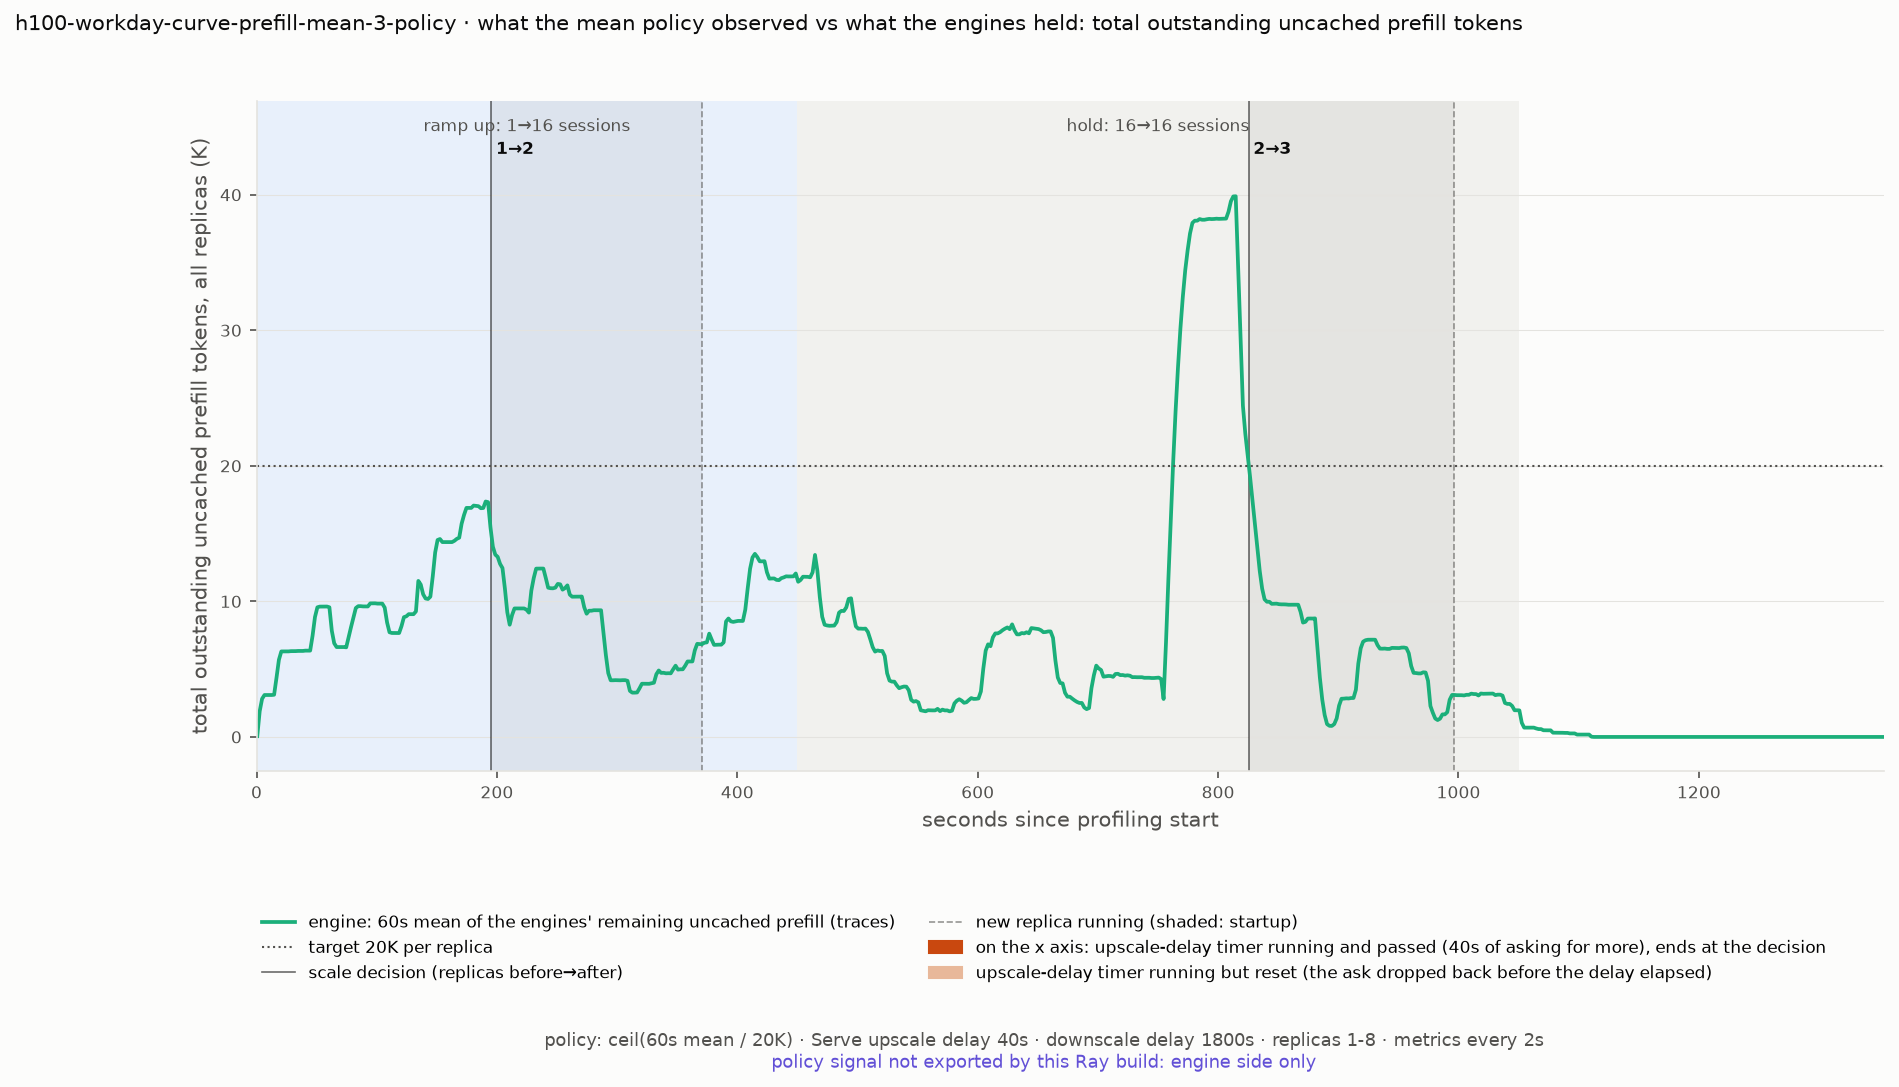 h100-workday-curve-prefill-mean-3-policy · what the mean policy observed vs what the engines held: total outstanding uncached prefill tokens
ramp up: 1→16 sessions
hold: 16→16 sessions
1→2
2→3
total outstanding uncached prefill tokens, all replicas (K)
40
30
20
10
0
0
200
400
600
800
1000
1200
seconds since profiling start
engine: 60s mean of the engines' remaining uncached prefill (traces)
target 20K per replica
scale decision (replicas before→after)
new replica running (shaded: startup)
on the x axis: upscale-delay timer running and passed (40s of asking for more), ends at the decision
upscale-delay timer running but reset (the ask dropped back before the delay elapsed)
policy: ceil(60s mean / 20K) · Serve upscale delay 40s · downscale delay 1800s · replicas 1-8 · metrics every 2s
policy signal not exported by this Ray build: engine side only